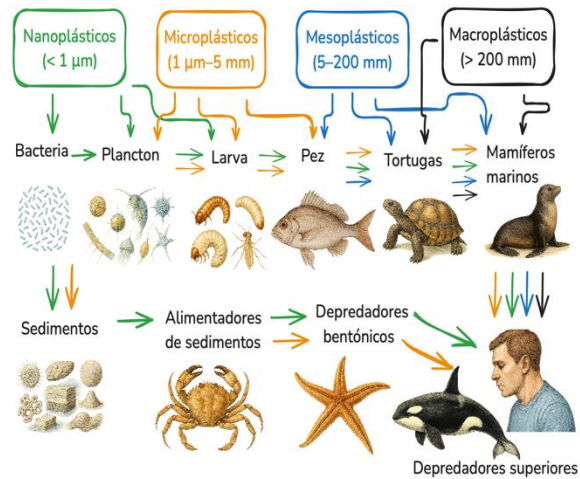 Nanoplásticos
(< 1 µm)
Microplásticos
(1 µm–5 mm)
Mesoplásticos
(5–200 mm)
Macroplásticos
(> 200 mm)
Bacteria
Plancton
Larva
Pez
Tortugas
Mamíferos
marinos
Sedimentos
Alimentadores
de sedimentos
Depredadores
bentónicos
Depredadores superiores